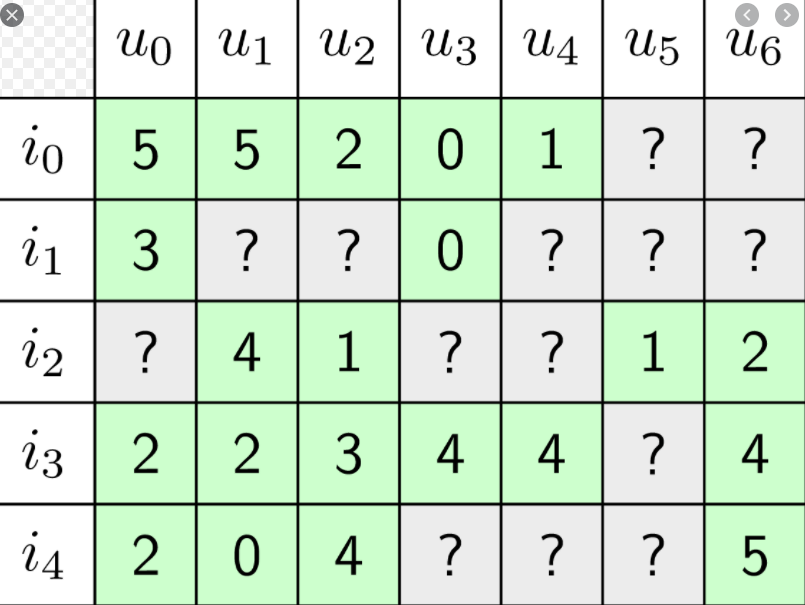 u0 u1 u2 u3 u4 u5 u6
i0 5 5 2 0 1 ? ?
i1 3 ? ? 0 ? ? ?
i2 ? 4 1 ? ? 1 2
i3 2 2 3 4 4 ? 4
i4 2 0 4 ? ? ? 5